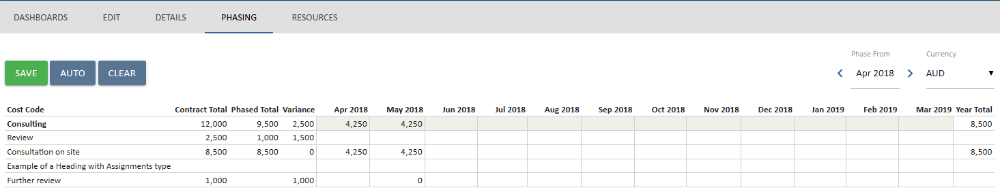 DASHBOARDS EDIT DETAILS PHASING RESOURCES
Phase From Currency
SAVE AUTO CLEAR Apr 2018 AUD
Cost Code Contract Total Phased Total Variance Apr 2018 May 2018 Jun 2018 Jul 2018 Aug 2018 Sep 2018 Oct 2018 Nov 2018 Dec 2018 Jan 2019 Feb 2019 Mar 2019 Year Total
Consulting 12,000 9,500 2,500 4,250 4,250 8,500
Review 2,500 1,000 1,500
Consultation on site 8,500 8,500 0 4,250 4,250 8,500
Example of a Heading with Assignments type
Further review 1,000 1,000 0